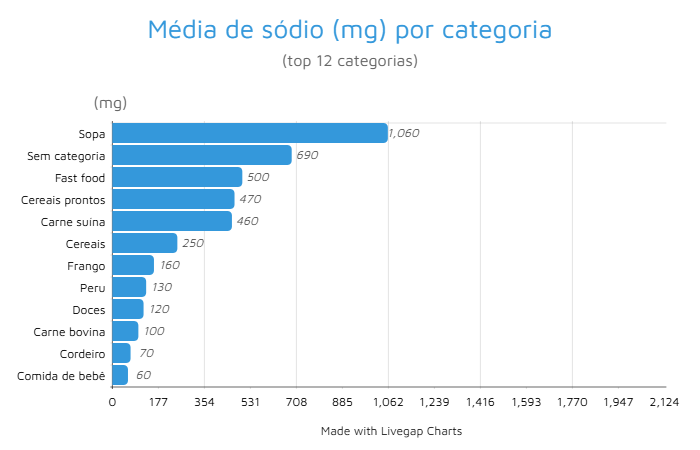 Média de sódio (mg) por categoria
(top 12 categorias)
(mg)
Sopa 1,060
Sem categoria 690
Fast food 500
Cereais prontos 470
Carne suína 460
Cereais 250
Frango 160
Peru 130
Doces 120
Carne bovina 100
Cordeiro 70
Comida de bebê 60
0 177 354 531 708 885 1,062 1,239 1,416 1,593 1,770 1,947 2,124
Made with Livegap Charts